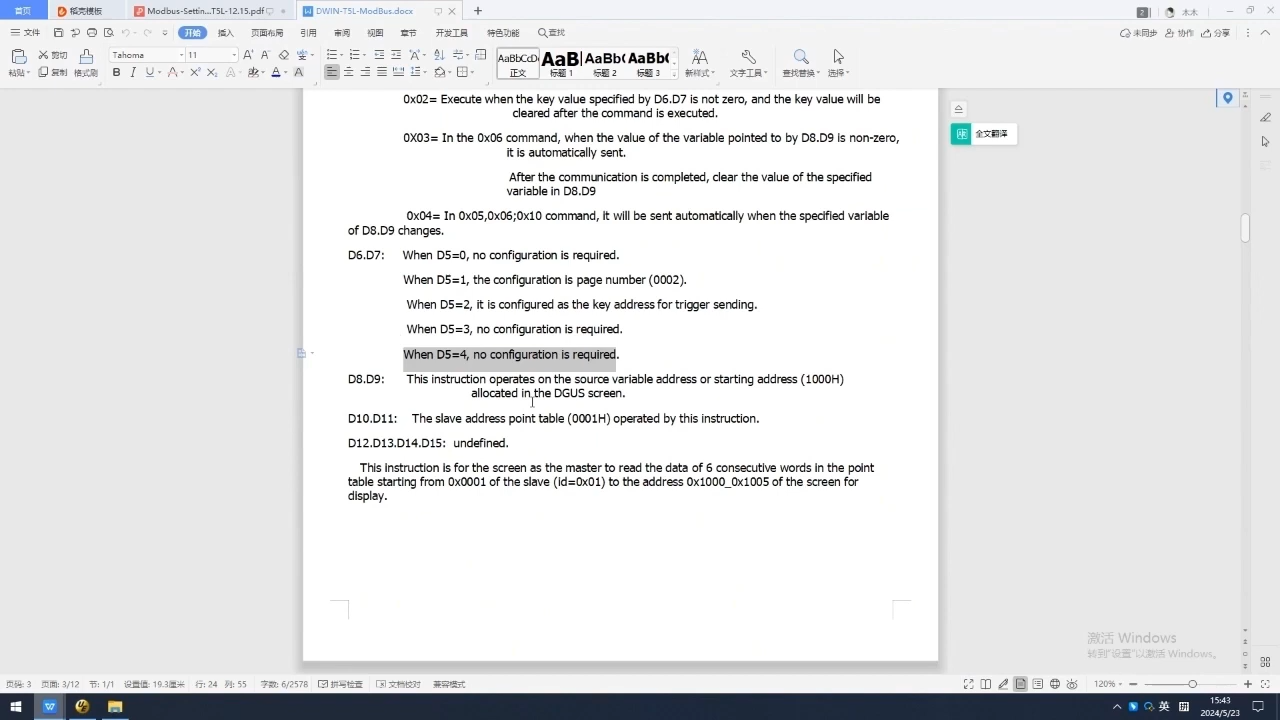 首页
稻壳模板
Modbus-Settin...T5L-12.15.pdf
DWIN-T5L-ModBus.docx
2
木木
文件
开始
插入
页面布局
引用
审阅
视图
章节
开发工具
特色功能
查找
未同步
协作
分享
粘贴
剪切
复制
格式刷
Tahoma
11
AaBbCcD
正文
AaB
标题 1
AaBb(
标题 2
AaBbC
标题 3
新样式
文字工具
查找替换
选择
0x02= Execute when the key value specified by D6.D7 is not zero, and the key value will be
cleared after the command is executed.
0X03= In the 0x06 command, when the value of the variable pointed to by D8.D9 is non-zero,
it is automatically sent.
After the communication is completed, clear the value of the specified
variable in D8.D9
0x04= In 0x05,0x06;0x10 command, it will be sent automatically when the specified variable
of D8.D9 changes.
D6.D7: When D5=0, no configuration is required.
When D5=1, the configuration is page number (0002).
When D5=2, it is configured as the key address for trigger sending.
When D5=3, no configuration is required.
When D5=4, no configuration is required.
D8.D9: This instruction operates on the source variable address or starting address (1000H)
allocated in the DGUS screen.
D10.D11: The slave address point table (0001H) operated by this instruction.
D12.D13.D14.D15: undefined.
This instruction is for the screen as the master to read the data of 6 consecutive words in the point
table starting from 0x0001 of the slave (id=0x01) to the address 0x1000_0x1005 of the screen for
display.
全文翻译
激活 Windows
转到"设置"以激活 Windows。
页码: 3
页面: 3/12
节: 1/1
设置值: 19.3厘米
行: 24
列: 55
字数: 6/2578
拼写检查
文档校对
兼容模式
120%
英
15:43
2024/5/23